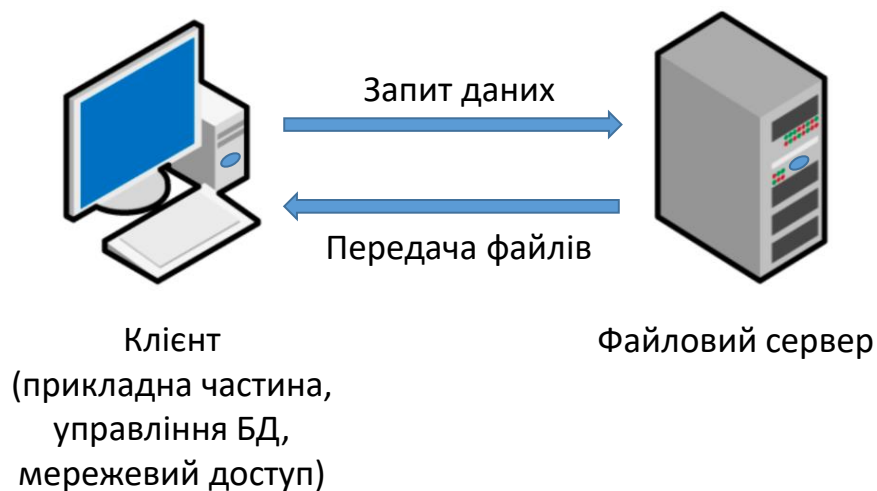 Запит даних
Передача файлів
Клієнт
(прикладна частина,
управління БД,
мережевий доступ)
Файловий сервер